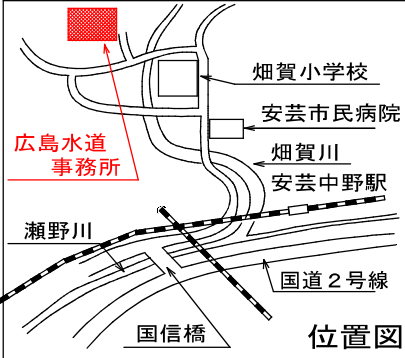 畑賀小学校
安芸市民病院
広島水道
事務所
畑賀川
安芸中野駅
瀬野川
国道2号線
国信橋
位置図